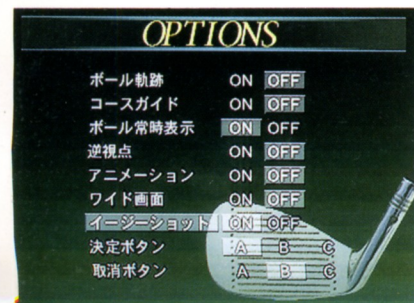 OPTIONS
ボール軌跡 ON OFF
コースガイド ON OFF
ボール常時表示 ON OFF
逆視点 ON OFF
アニメーション ON OFF
ワイド画面 ON OFF
イージーショット ON OFF
決定ボタン A B C
取消ボタン A B C